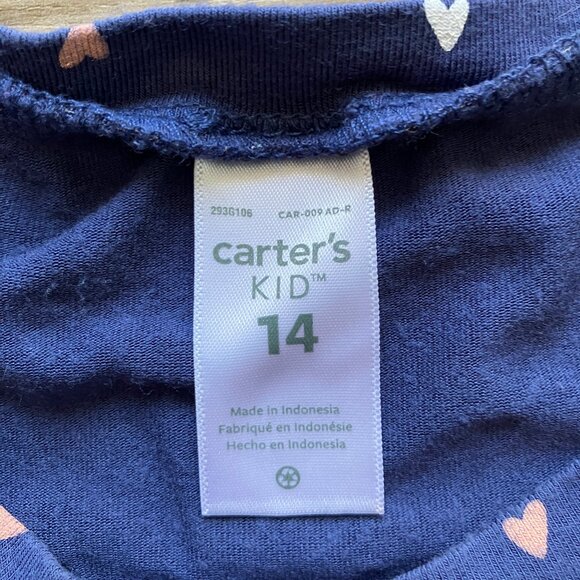 293G106 CAR-009 AD-R
carter's
KID™
14
Made in Indonesia
Fabriqué en Indonésie
Hecho en Indonesia